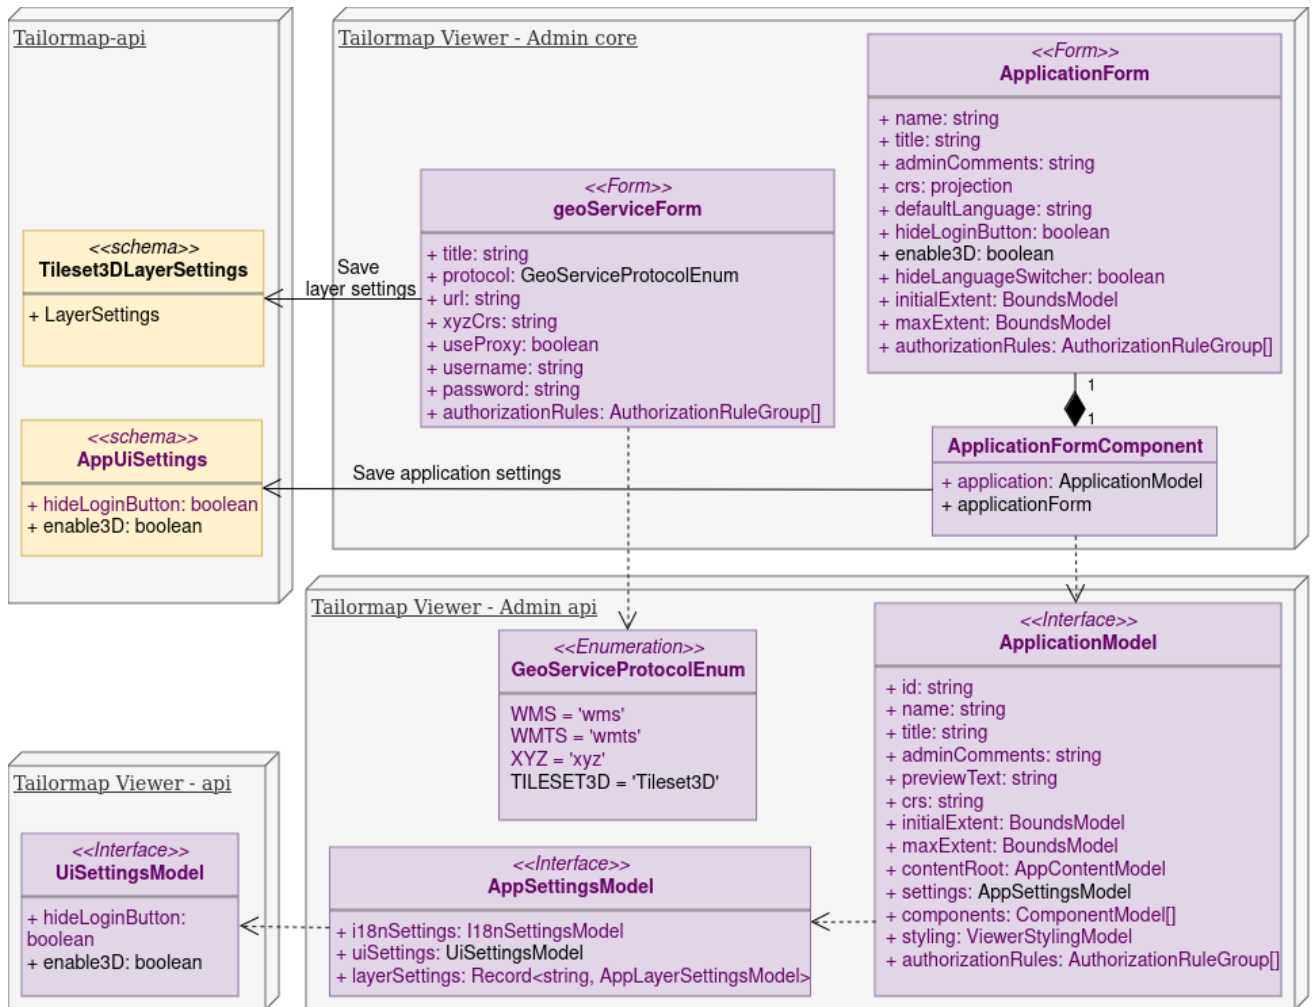 Tailormap-api
<<schema>>
Tileset3DLayerSettings
+ LayerSettings
<<schema>>
AppUiSettings
+ hideLoginButton: boolean
+ enable3D: boolean
Tailormap Viewer - Admin core
<<Form>>
geoServiceForm
+ title: string
+ protocol: GeoServiceProtocolEnum
+ url: string
+ xyzCrs: string
+ useProxy: boolean
+ username: string
+ password: string
+ authorizationRules: AuthorizationRuleGroup[]
Save
layer settings
<<Form>>
ApplicationForm
+ name: string
+ title: string
+ adminComments: string
+ crs: projection
+ defaultLanguage: string
+ hideLoginButton: boolean
+ enable3D: boolean
+ hideLanguageSwitcher: boolean
+ initialExtent: BoundsModel
+ maxExtent: BoundsModel
+ authorizationRules: AuthorizationRuleGroup[]
1
1
ApplicationFormComponent
+ application: ApplicationModel
+ applicationForm
Save application settings
Tailormap Viewer - Admin api
<<Enumeration>>
GeoServiceProtocolEnum
WMS = 'wms'
WMTS = 'wmts'
XYZ = 'xyz'
TILESET3D = 'Tileset3D'
<<Interface>>
ApplicationModel
+ id: string
+ name: string
+ title: string
+ adminComments: string
+ previewText: string
+ crs: string
+ initialExtent: BoundsModel
+ maxExtent: BoundsModel
+ contentRoot: AppContentModel
+ settings: AppSettingsModel
+ components: ComponentModel[]
+ styling: ViewerStylingModel
+ authorizationRules: AuthorizationRuleGroup[]
<<Interface>>
AppSettingsModel
+ i18nSettings: I18nSettingsModel
+ uiSettings: UiSettingsModel
+ layerSettings: Record<string, AppLayerSettingsModel>
Tailormap Viewer - api
<<Interface>>
UiSettingsModel
+ hideLoginButton:
boolean
+ enable3D: boolean